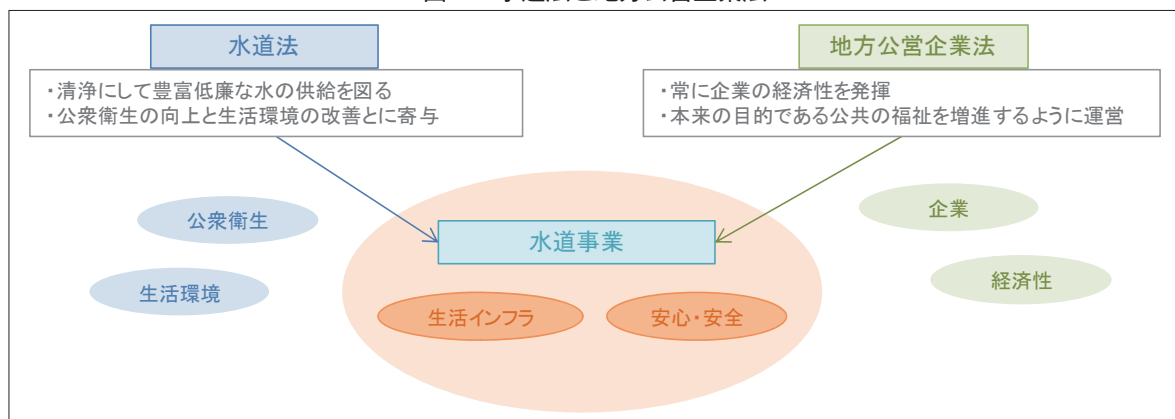 水道法
・清浄にして豊富低廉な水の供給を図る
・公衆衛生の向上と生活環境の改善とに寄与
地方公営企業法
・常に企業の経済性を発揮
・本来の目的である公共の福祉を増進するように運営
公衆衛生
生活環境
水道事業
生活インフラ
安心・安全
企業
経済性